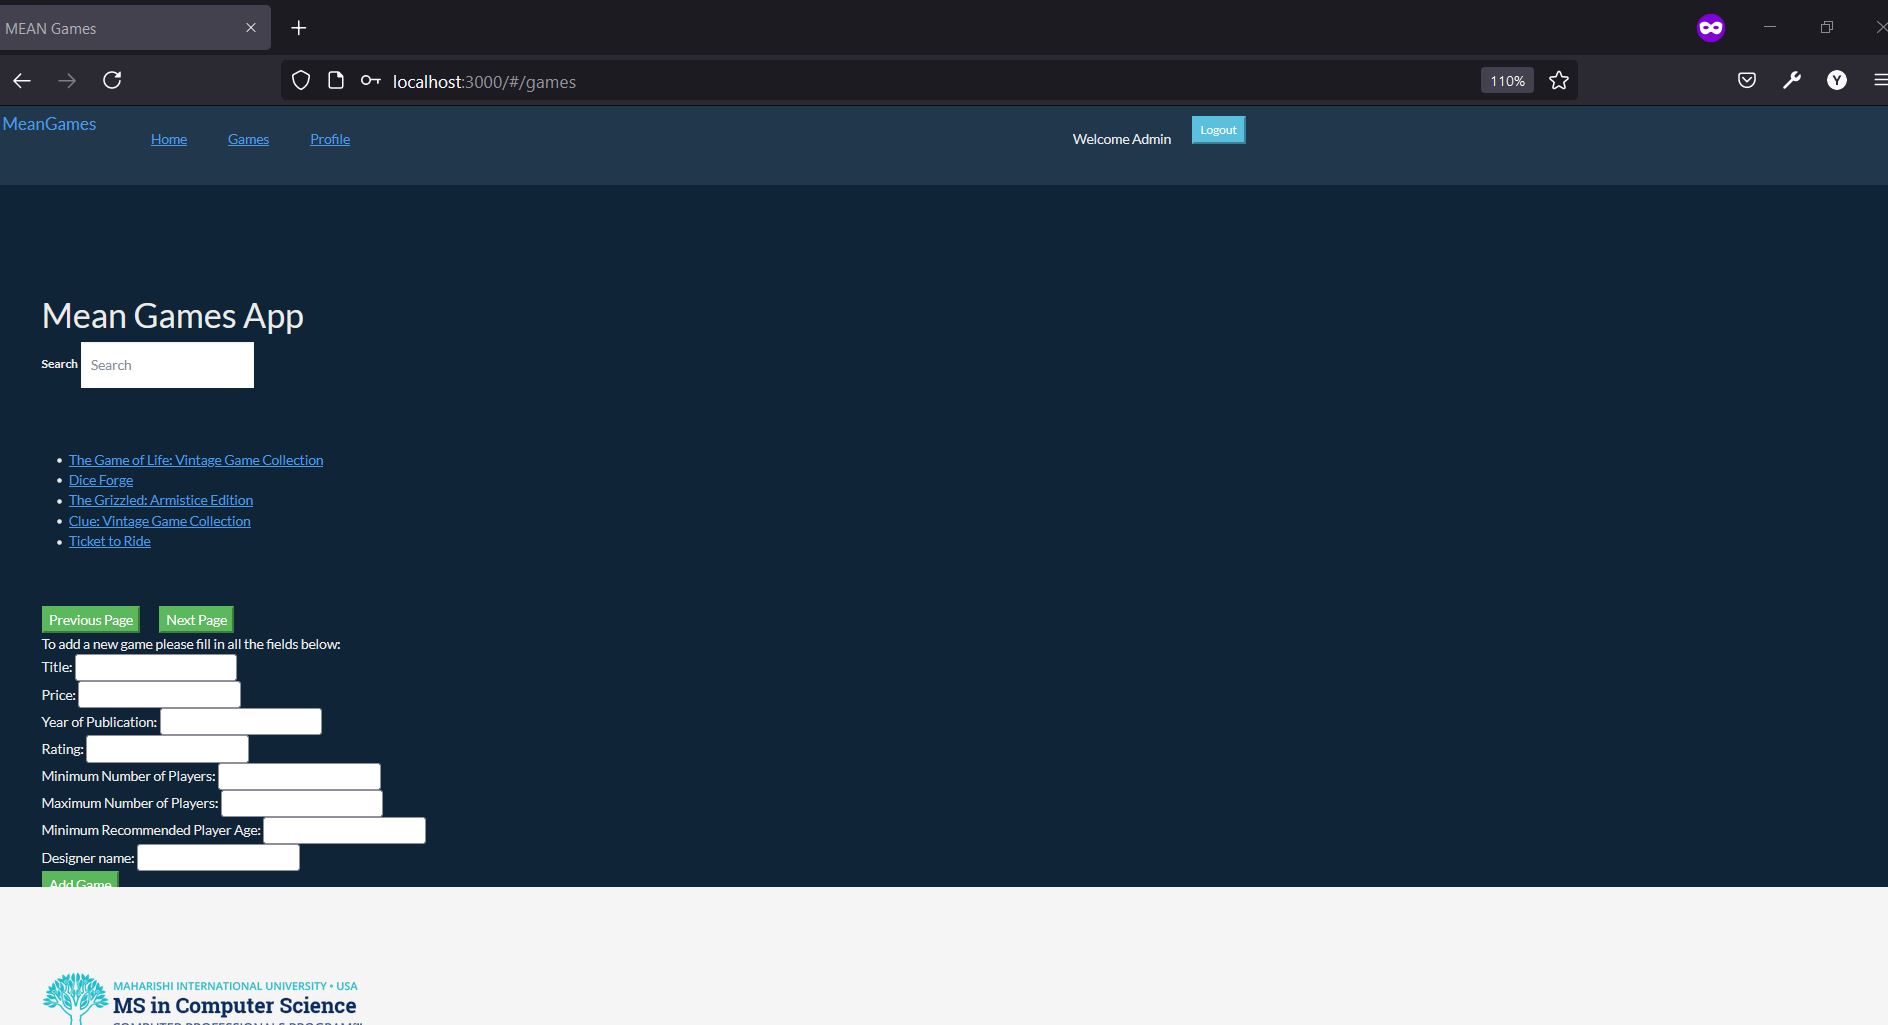 MEAN Games
localhost:3000/#/games
110%
Y
MeanGames
Home Games Profile
Welcome Admin
Logout
Mean Games App
Search Search
The Game of Life: Vintage Game Collection
Dice Forge
The Grizzled: Armistice Edition
Clue: Vintage Game Collection
Ticket to Ride
Previous Page Next Page
To add a new game please fill in all the fields below:
Title:
Price:
Year of Publication:
Rating:
Minimum Number of Players:
Maximum Number of Players:
Minimum Recommended Player Age:
Designer name:
Add Game
MAHARISHI INTERNATIONAL UNIVERSITY • USA
MS in Computer Science
COMPUTER PROFESSIONALS PROGRAM